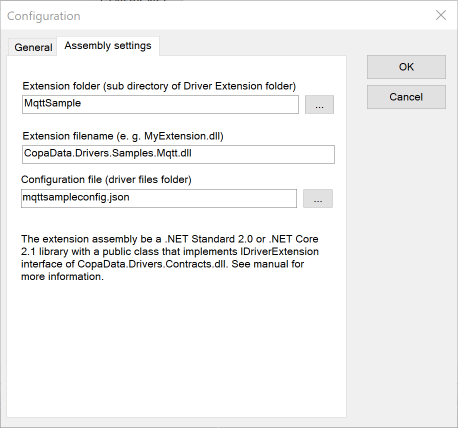 Configuration
General
Assembly settings
OK
Cancel
Extension folder (sub directory of Driver Extension folder)
MqttSample
...
Extension filename (e. g. MyExtension.dll)
CopaData.Drivers.Samples.Mqtt.dll
Configuration file (driver files folder)
mqttsampleconfig.json
...
The extension assembly be a .NET Standard 2.0 or .NET Core
2.1 library with a public class that implements IDriverExtension
interface of CopaData.Drivers.Contracts.dll. See manual for
more information.